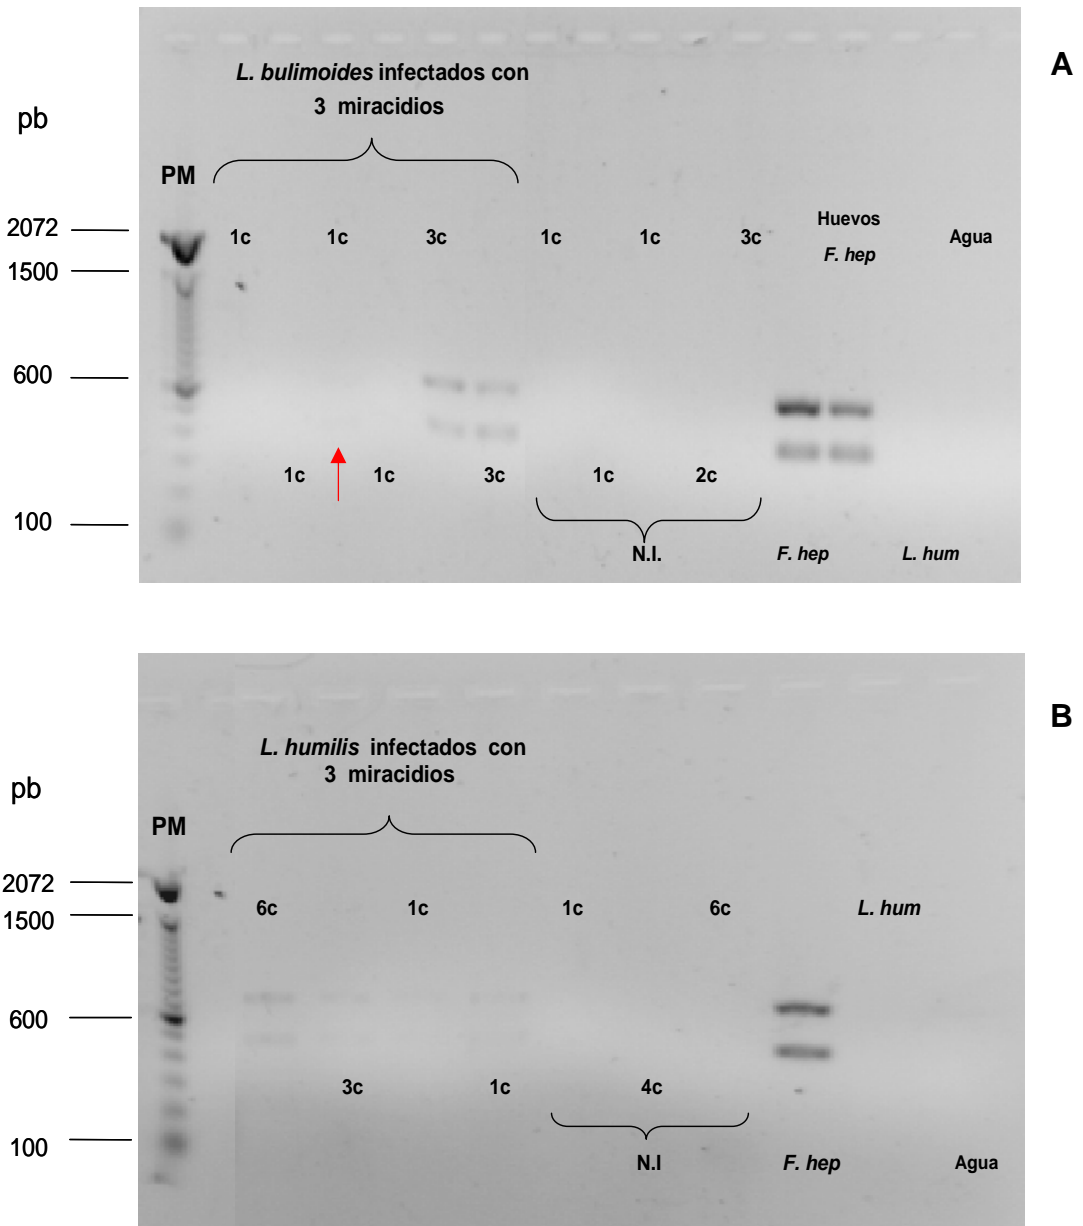 A
L. bulimoides infectados con
3 miracidios
pb
PM
2072
1500
600
100
1c 1c 3c 1c 1c 3c
Huevos
F. hep
Agua
1c 1c 3c 1c 2c
N.I. F. hep L. hum
B
L. humilis infectados con
3 miracidios
pb
PM
2072
1500
600
100
6c 1c 1c 6c L. hum
3c 1c 4c
N.I F. hep Agua